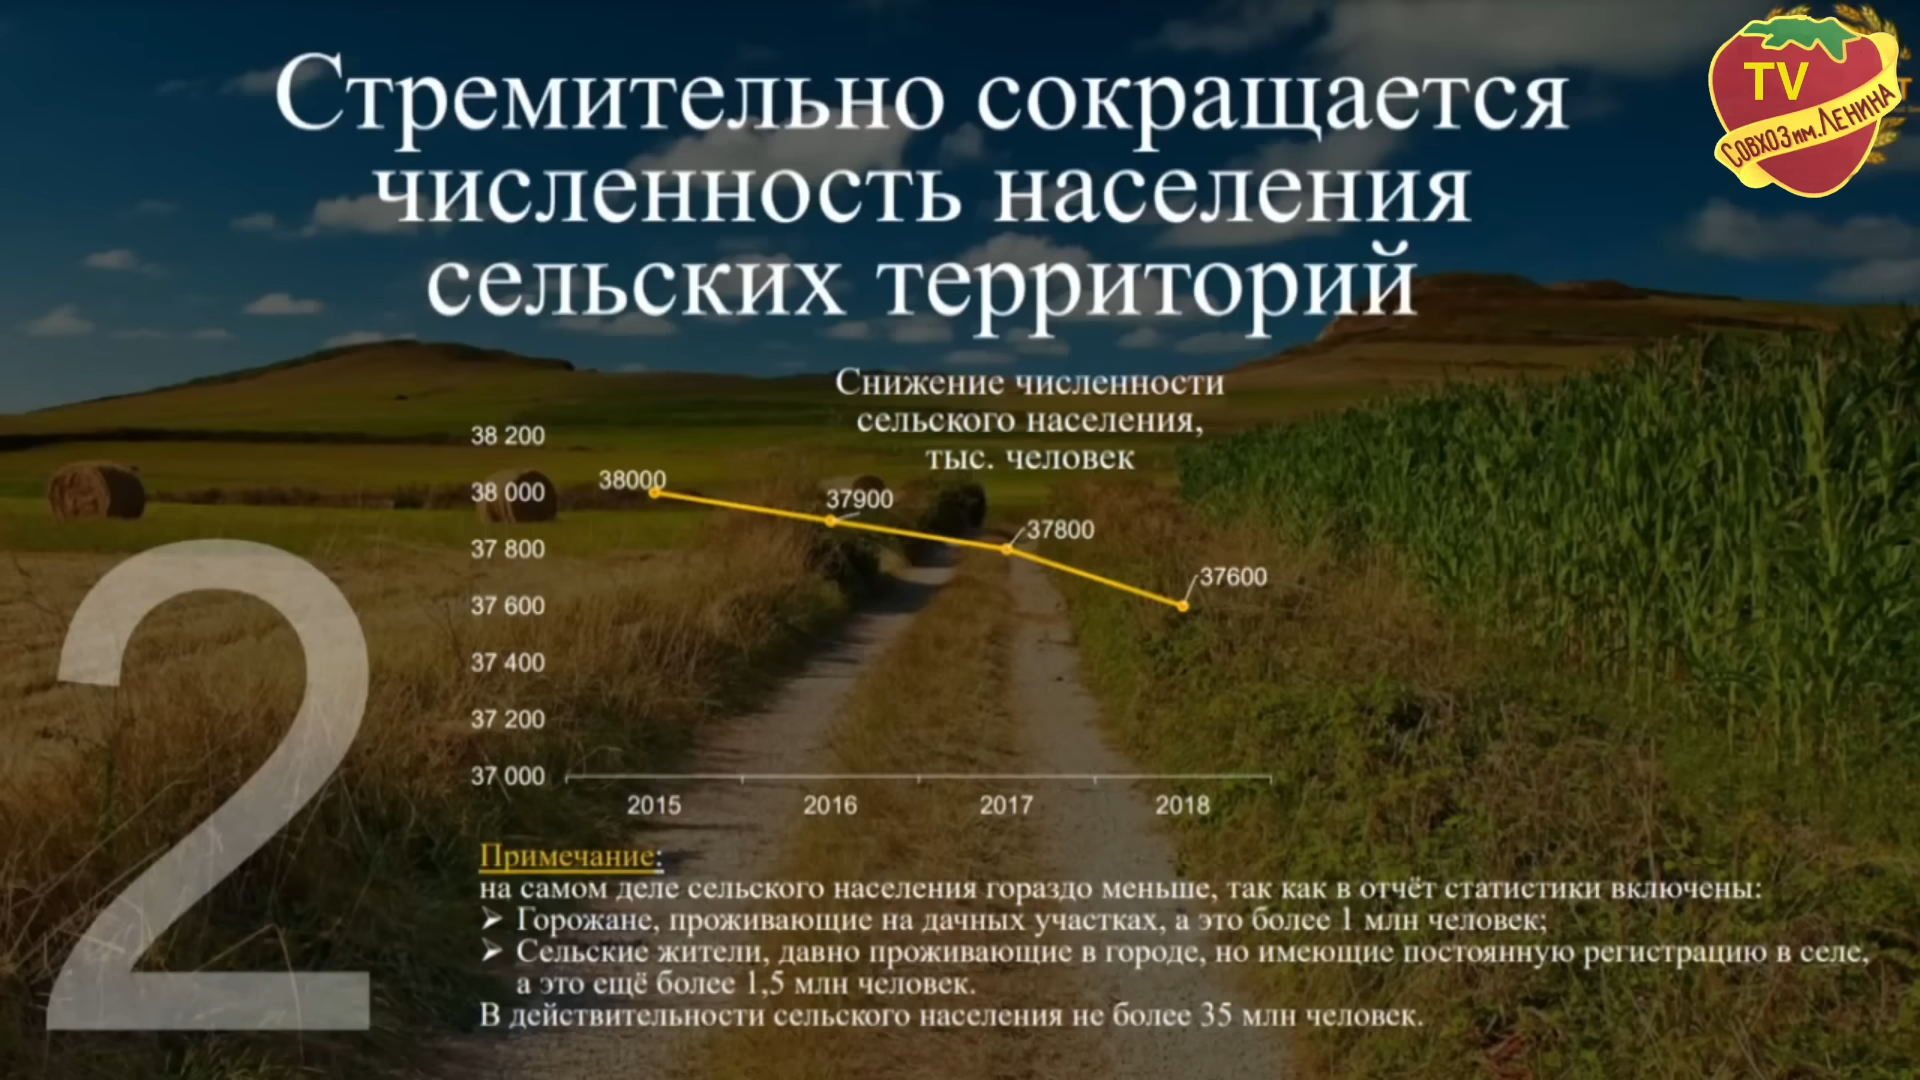 Стремительно сокращается
численность населения
сельских территорий
TV
СОВХОЗ им. ЛЕНИНА
Снижение численности
сельского населения,
тыс. человек
38 200
38 000
37 800
37 600
37 400
37 200
37 000
38000
37900
37800
37600
2015 2016 2017 2018
2
Примечание:
на самом деле сельского населения гораздо меньше, так как в отчёт статистики включены:
➢ Горожане, проживающие на дачных участках, а это более 1 млн человек;
➢ Сельские жители, давно проживающие в городе, но имеющие постоянную регистрацию в селе,
а это ещё более 1,5 млн человек.
В действительности сельского населения не более 35 млн человек.